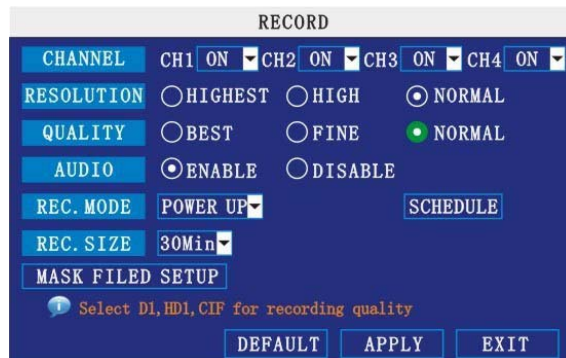 RECORD
CHANNEL CH1 ON CH2 ON CH3 ON CH4 ON
RESOLUTION HIGHEST HIGH NORMAL
QUALITY BEST FINE NORMAL
AUDIO ENABLE DISABLE
REC. MODE POWER UP SCHEDULE
REC. SIZE 30Min
MASK FILED SETUP
Select D1, HD1, CIF for recording quality
DEFAULT APPLY EXIT